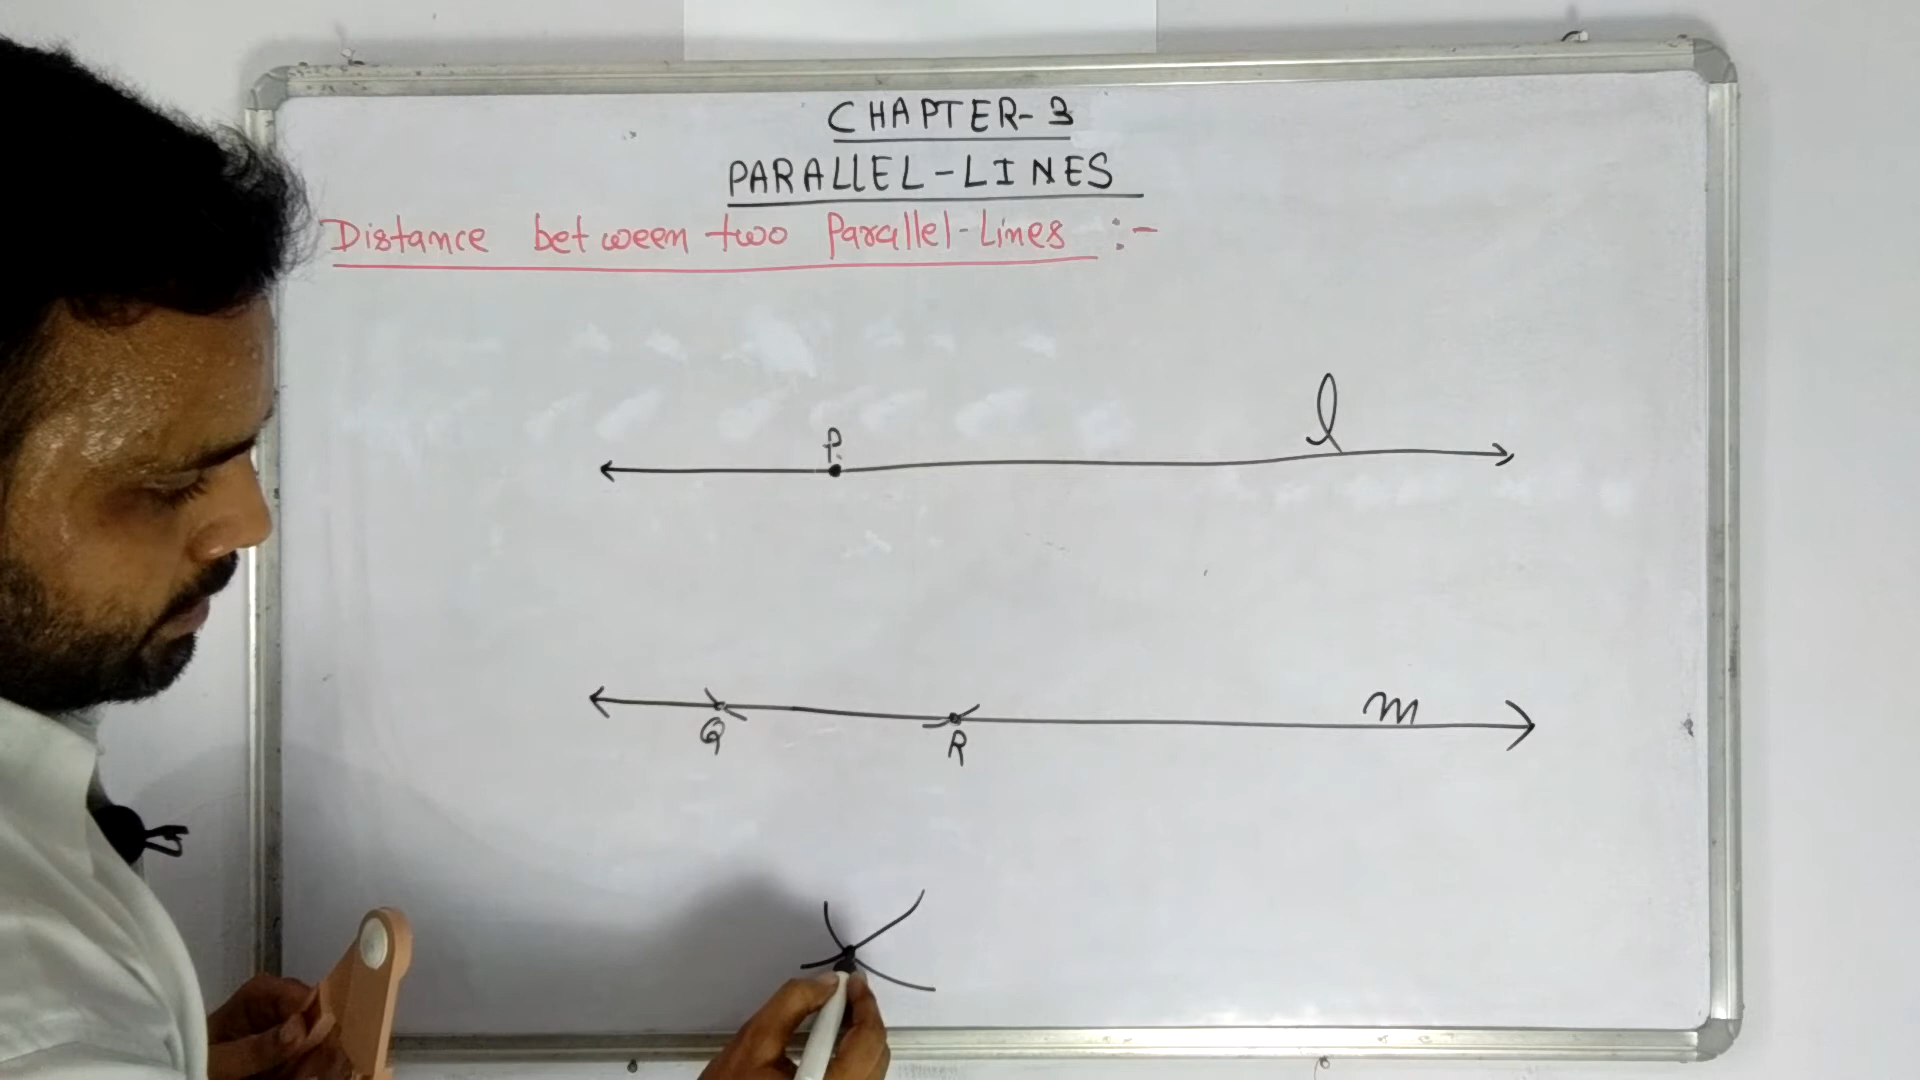 CHAPTER-3
PARALLEL-LINES
Distance between two Parallel-Lines :-
l
P.
m
Q
R